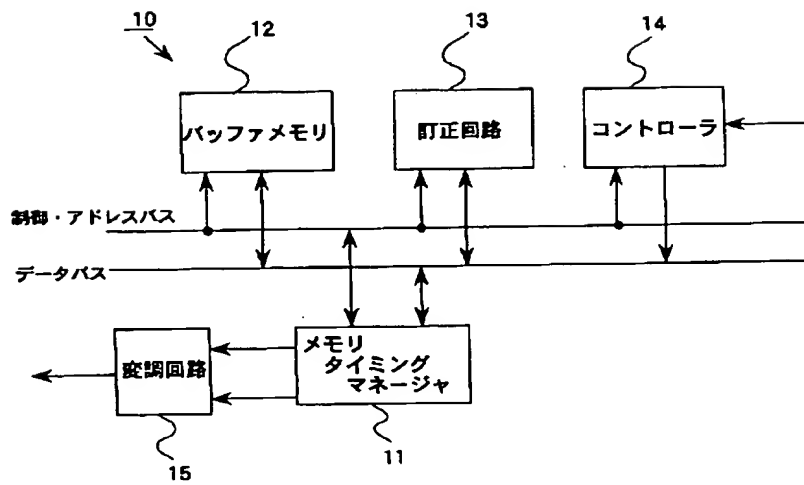 10
12
13
14
バッファメモリ
訂正回路
コントローラ
制御・アドレスバス
データバス
変調回路
メモリ
タイミング
マネージャ
15
11